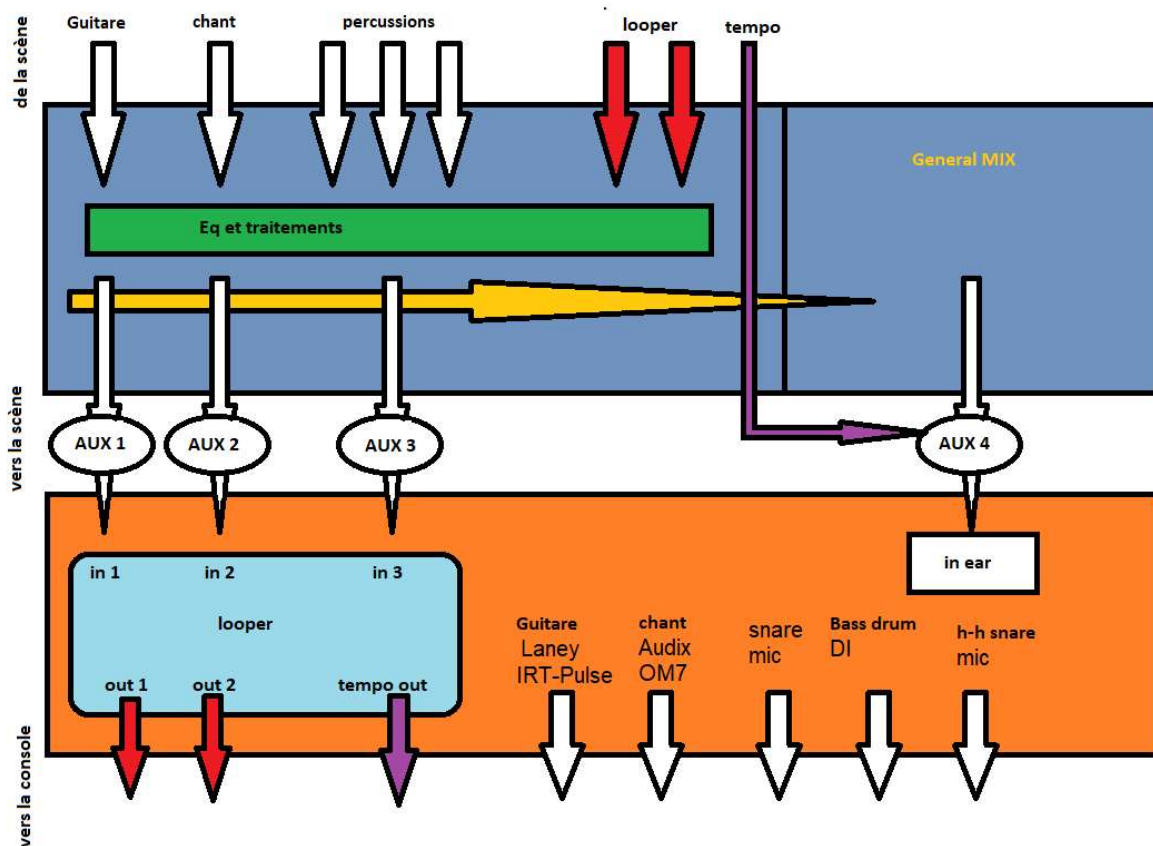 de la scène
Guitare
chant
percussions
looper
tempo
General MIX
Eq et traitements
vers la scène
AUX 1
AUX 2
AUX 3
AUX 4
in 1
in 2
in 3
in ear
looper
out 1
out 2
tempo out
Guitare
Laney
IRT-Pulse
chant
Audix
OM7
snare
mic
Bass drum
DI
h-h snare
mic
vers la console